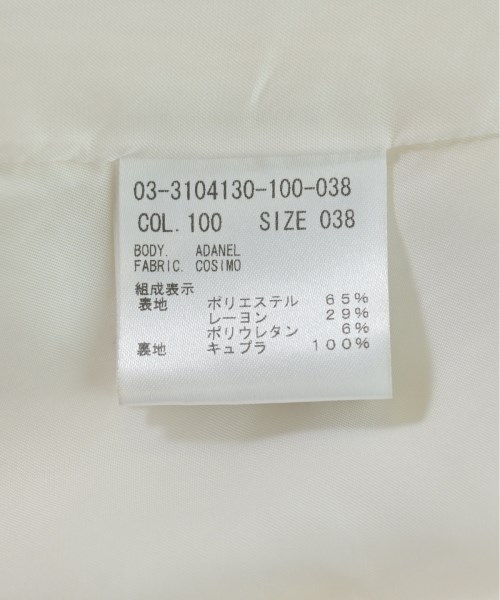 03-3104130-100-038
COL. 100 SIZE 038
BODY. ADANEL
FABRIC. COSIMO
組成表示
表地 ポリエステル 65%
レーヨン 29%
ポリウレタン 6%
裏地 キュプラ 100%